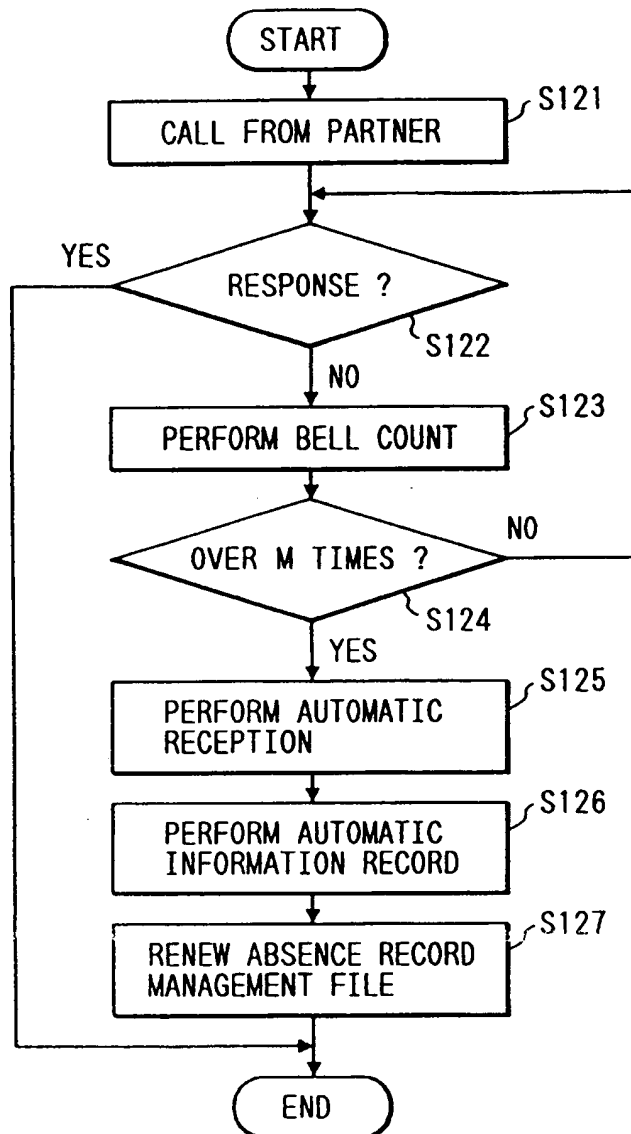 START
S121
CALL FROM PARTNER
YES
RESPONSE ?
S122
NO
S123
PERFORM BELL COUNT
NO
OVER M TIMES ?
S124
YES
S125
PERFORM AUTOMATIC
RECEPTION
S126
PERFORM AUTOMATIC
INFORMATION RECORD
S127
RENEW ABSENCE RECORD
MANAGEMENT FILE
END